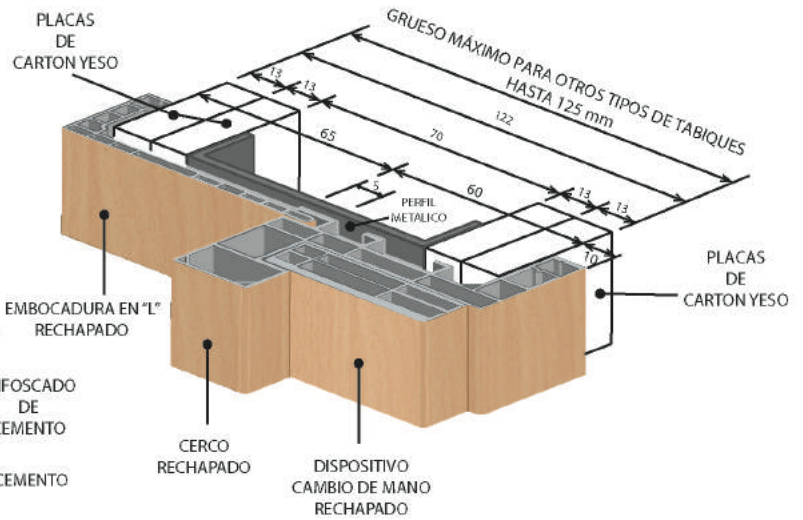 PLACAS
DE
CARTON YESO
GRUESO MÁXIMO PARA OTROS TIPOS DE TABIQUES
HASTA 125 mm
122
13
13
70
13
13
65
60
10
5
PERFIL
METALICO
PLACAS
DE
CARTON YESO
EMBOCADURA EN "L"
RECHAPADO
IFOSCADO
DE
CEMENTO
CEMENTO
CERCO
RECHAPADO
DISPOSITIVO
CAMBIO DE MANO
RECHAPADO